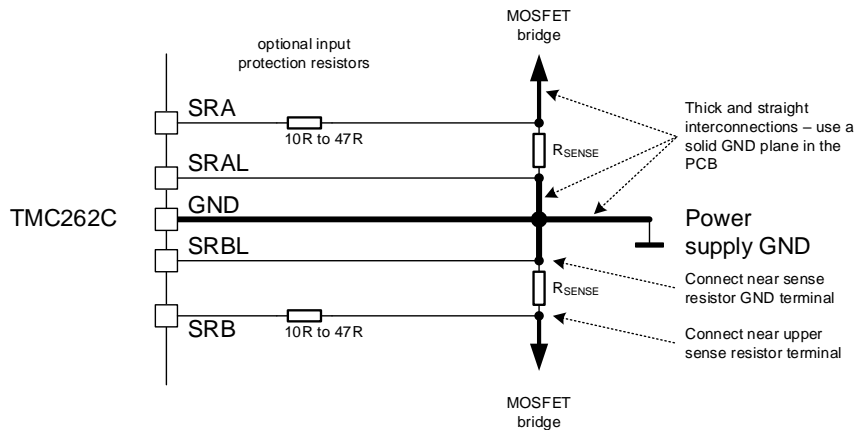 MOSFET
bridge
optional input
protection resistors
SRA
10R to 47R
Thick and straight
interconnections – use a
solid GND plane in the
PCB
RSENSE
SRAL
TMC262C
GND
Power
supply GND
SRBL
Connect near sense
resistor GND terminal
RSENSE
SRB
10R to 47R
Connect near upper
sense resistor terminal
MOSFET
bridge